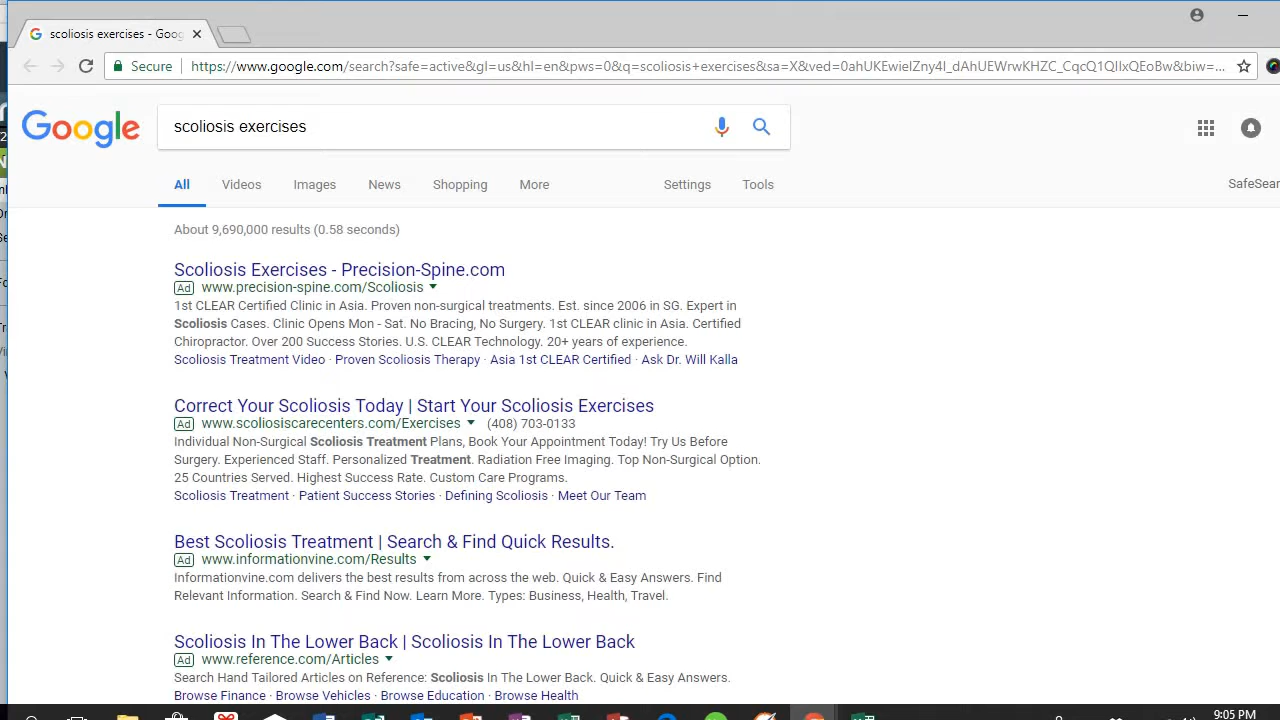 scoliosis exercises - Goog
Secure https://www.google.com/search?safe=active&gl=us&hl=en&pws=0&q=scoliosis+exercises&sa=X&ved=0ahUKEwieIZny4I_dAhUEWrwKHZC_CqcQ1QIIxQEoBw&biw=...
Google
scoliosis exercises
All Videos Images News Shopping More Settings Tools SafeSear
About 9,690,000 results (0.58 seconds)
Scoliosis Exercises - Precision-Spine.com
Ad www.precision-spine.com/Scoliosis
1st CLEAR Certified Clinic in Asia. Proven non-surgical treatments. Est. since 2006 in SG. Expert in
Scoliosis Cases. Clinic Opens Mon - Sat. No Bracing, No Surgery. 1st CLEAR clinic in Asia. Certified
Chiropractor. Over 200 Success Stories. U.S. CLEAR Technology. 20+ years of experience.
Scoliosis Treatment Video · Proven Scoliosis Therapy · Asia 1st CLEAR Certified · Ask Dr. Will Kalla
Correct Your Scoliosis Today | Start Your Scoliosis Exercises
Ad www.scoliosiscarecenters.com/Exercises (408) 703-0133
Individual Non-Surgical Scoliosis Treatment Plans, Book Your Appointment Today! Try Us Before
Surgery. Experienced Staff. Personalized Treatment. Radiation Free Imaging. Top Non-Surgical Option.
25 Countries Served. Highest Success Rate. Custom Care Programs.
Scoliosis Treatment · Patient Success Stories · Defining Scoliosis · Meet Our Team
Best Scoliosis Treatment | Search & Find Quick Results.
Ad www.informationvine.com/Results
Informationvine.com delivers the best results from across the web. Quick & Easy Answers. Find
Relevant Information. Search & Find Now. Learn More. Types: Business, Health, Travel.
Scoliosis In The Lower Back | Scoliosis In The Lower Back
Ad www.reference.com/Articles
Search Hand Tailored Articles on Reference: Scoliosis In The Lower Back. Quick & Easy Answers.
Browse Finance · Browse Vehicles · Browse Education · Browse Health
9:05 PM